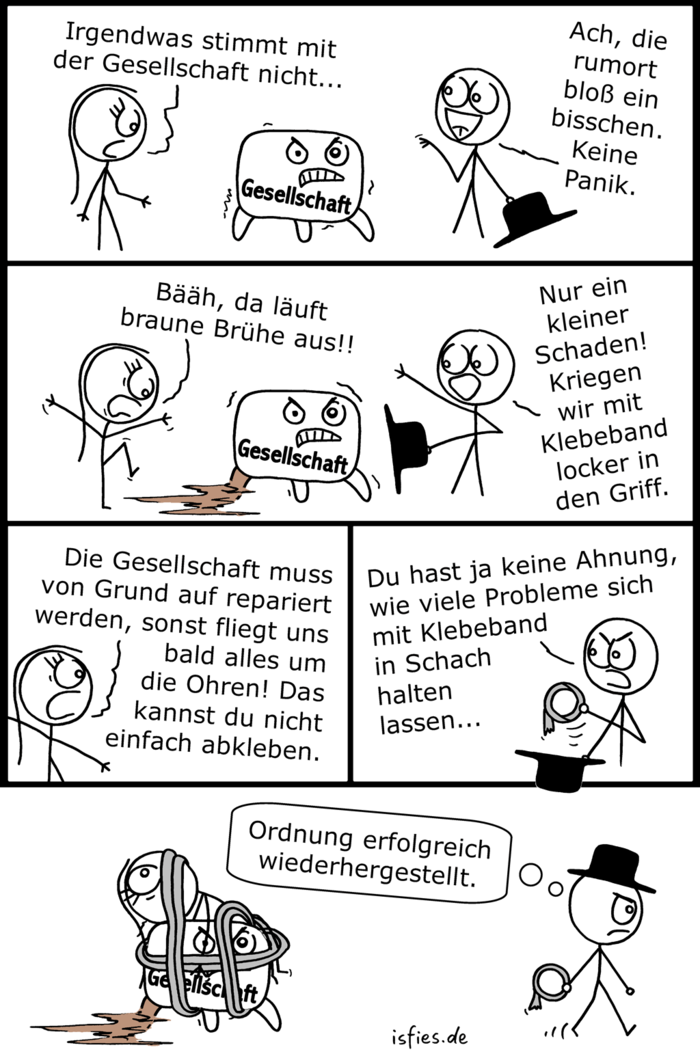 Irgendwas stimmt mit
der Gesellschaft nicht...
Ach, die
rumort
bloß ein
bisschen.
Keine
Panik.
Gesellschaft
Bääh, da läuft
braune Brühe aus!!
Nur ein
kleiner
Schaden!
Kriegen
wir mit
Klebeband
locker in
den Griff.
Gesellschaft
Die Gesellschaft muss
von Grund auf repariert
werden, sonst fliegt uns
bald alles um
die Ohren! Das
kannst du nicht
einfach abkleben.
Du hast ja keine Ahnung,
wie viele Probleme sich
mit Klebeband
in Schach
halten
lassen...
Ordnung erfolgreich
wiederhergestellt.
Gesellschaft
isfies.de